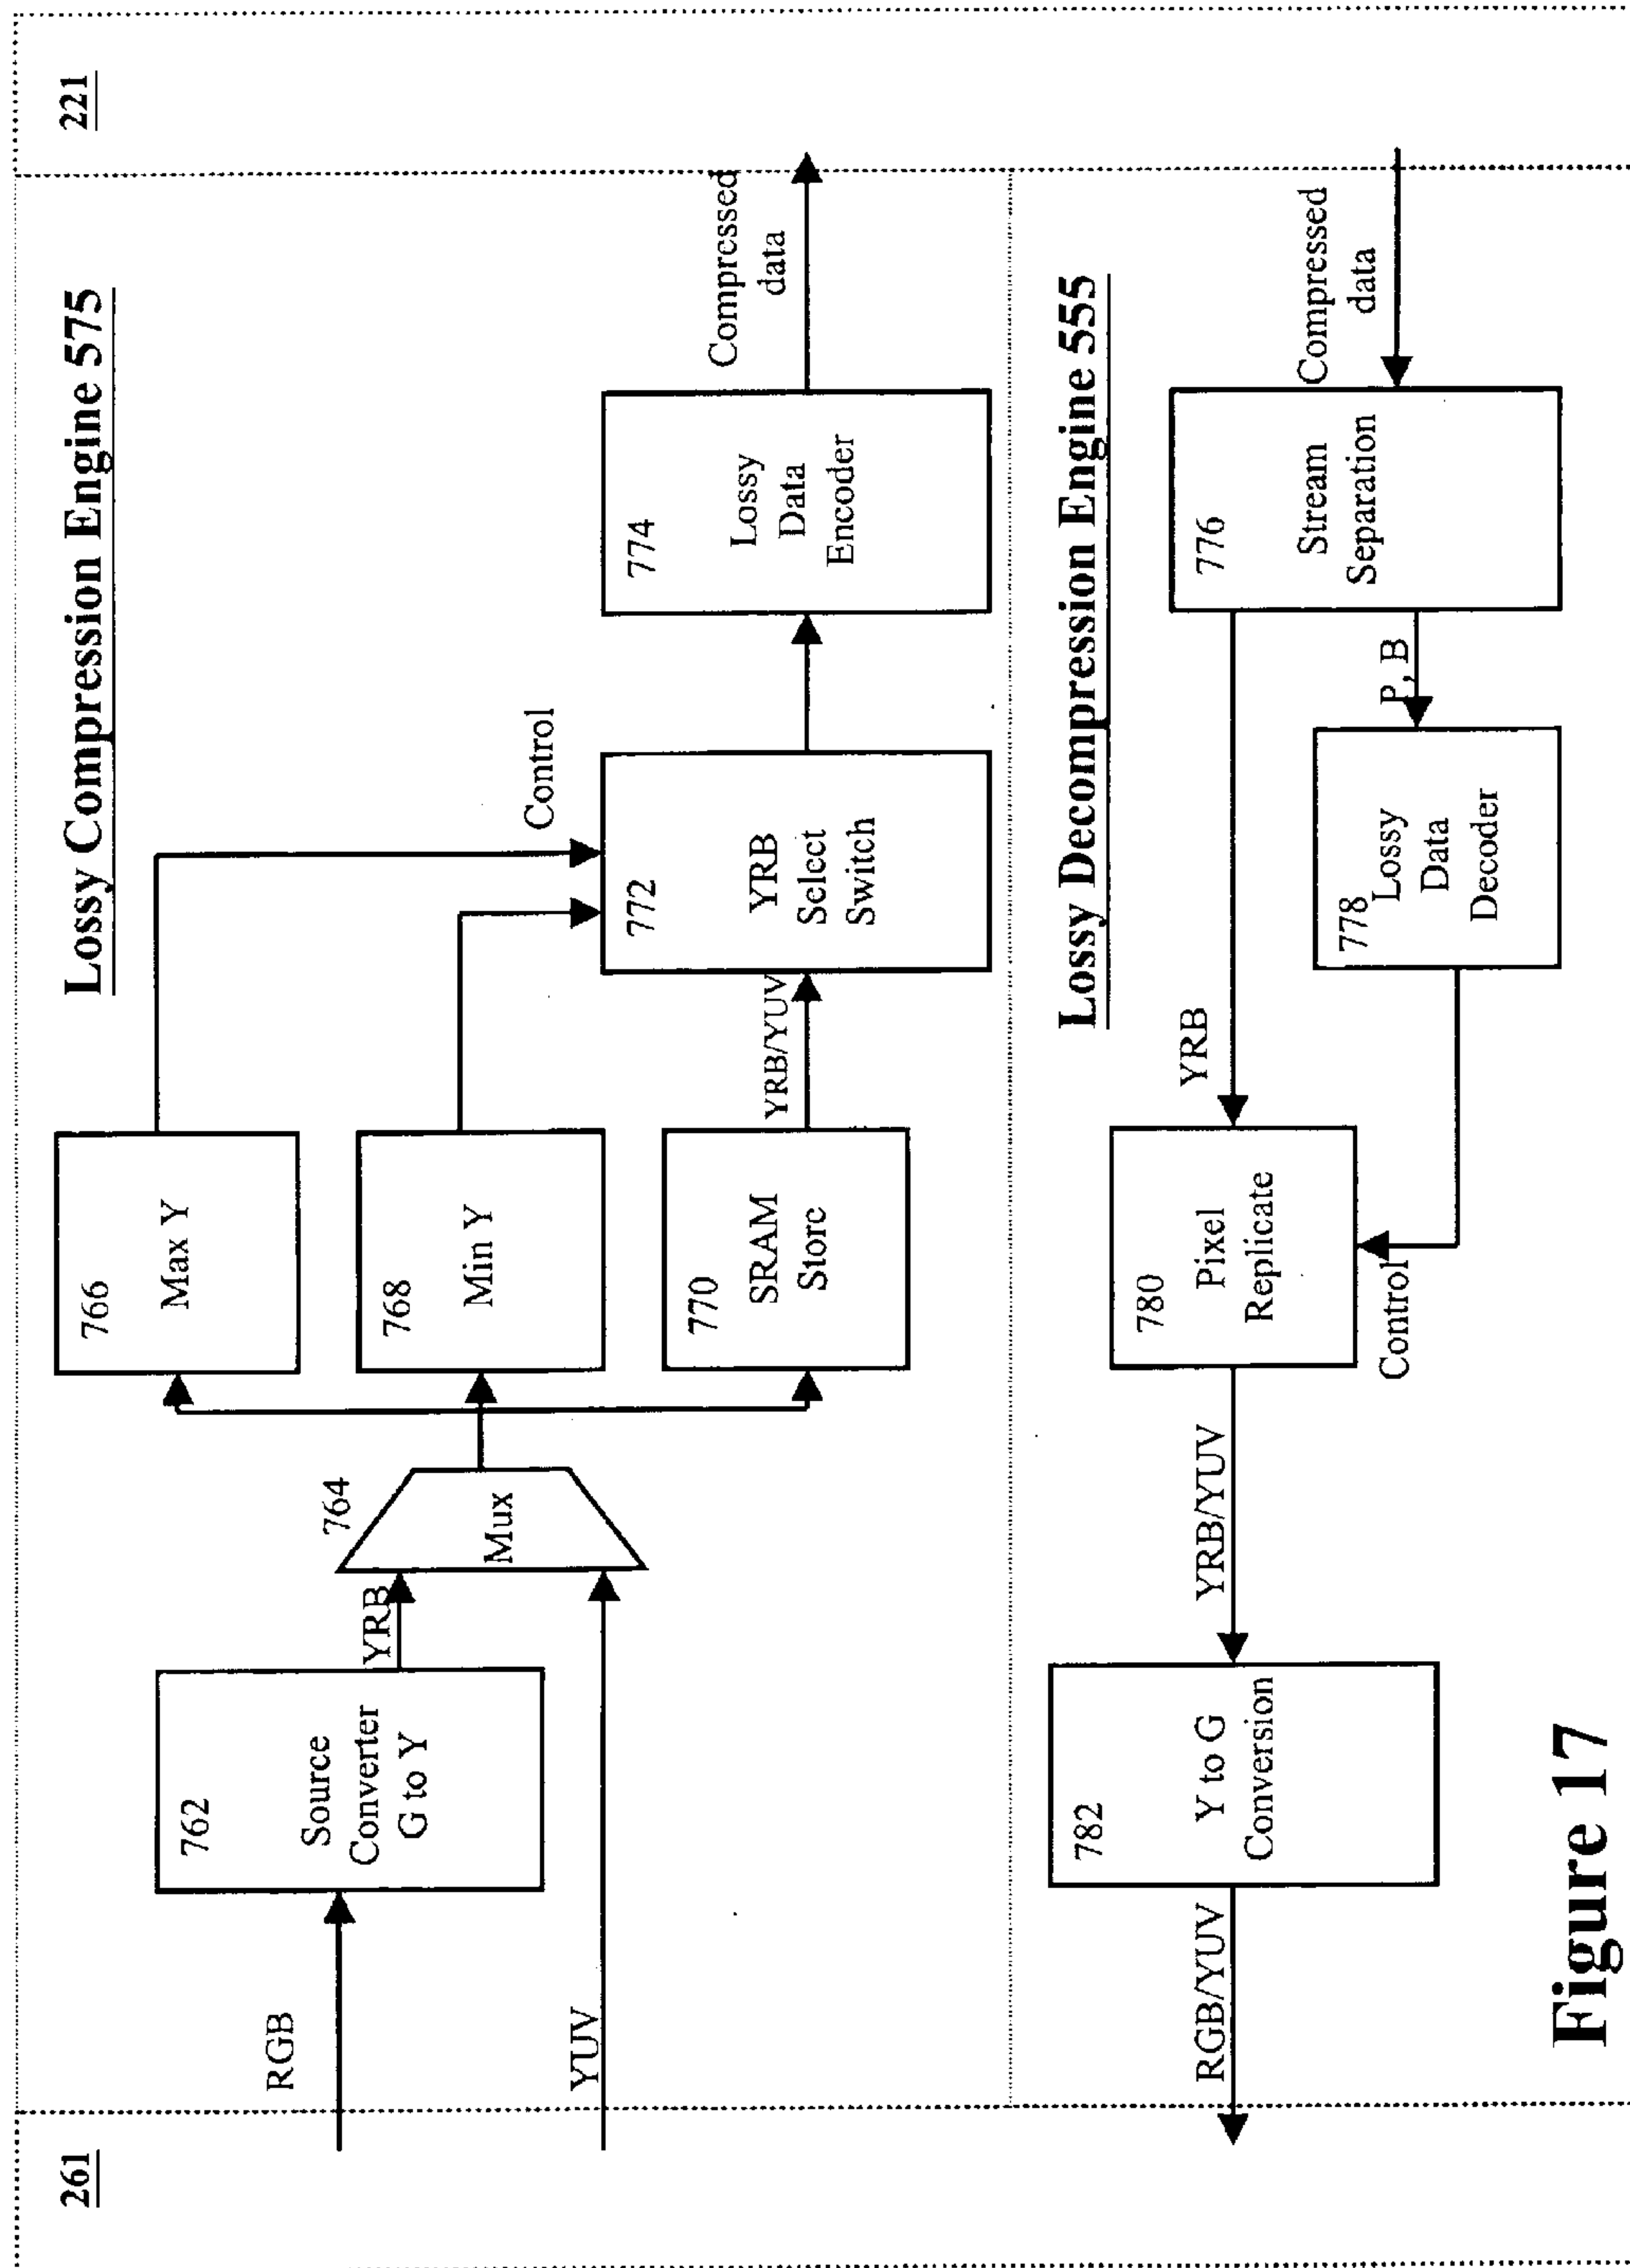 261
221
Lossy Compression Engine 575
RGB
YUV
762
Source
Converter
G to Y
YRB
764
Mux
766
Max Y
768
Min Y
770
SRAM
Store
YRB/YUV
Control
772
YRB
Select
Switch
774
Lossy
Data
Encoder
Compressed
data
Lossy Decompression Engine 555
RGB/YUV
782
Y to G
Conversion
YRB/YUV
780
Pixel
Replicate
Control
YRB
778
Lossy
Data
Decoder
P, B
776
Stream
Separation
Compressed
data
Figure 17